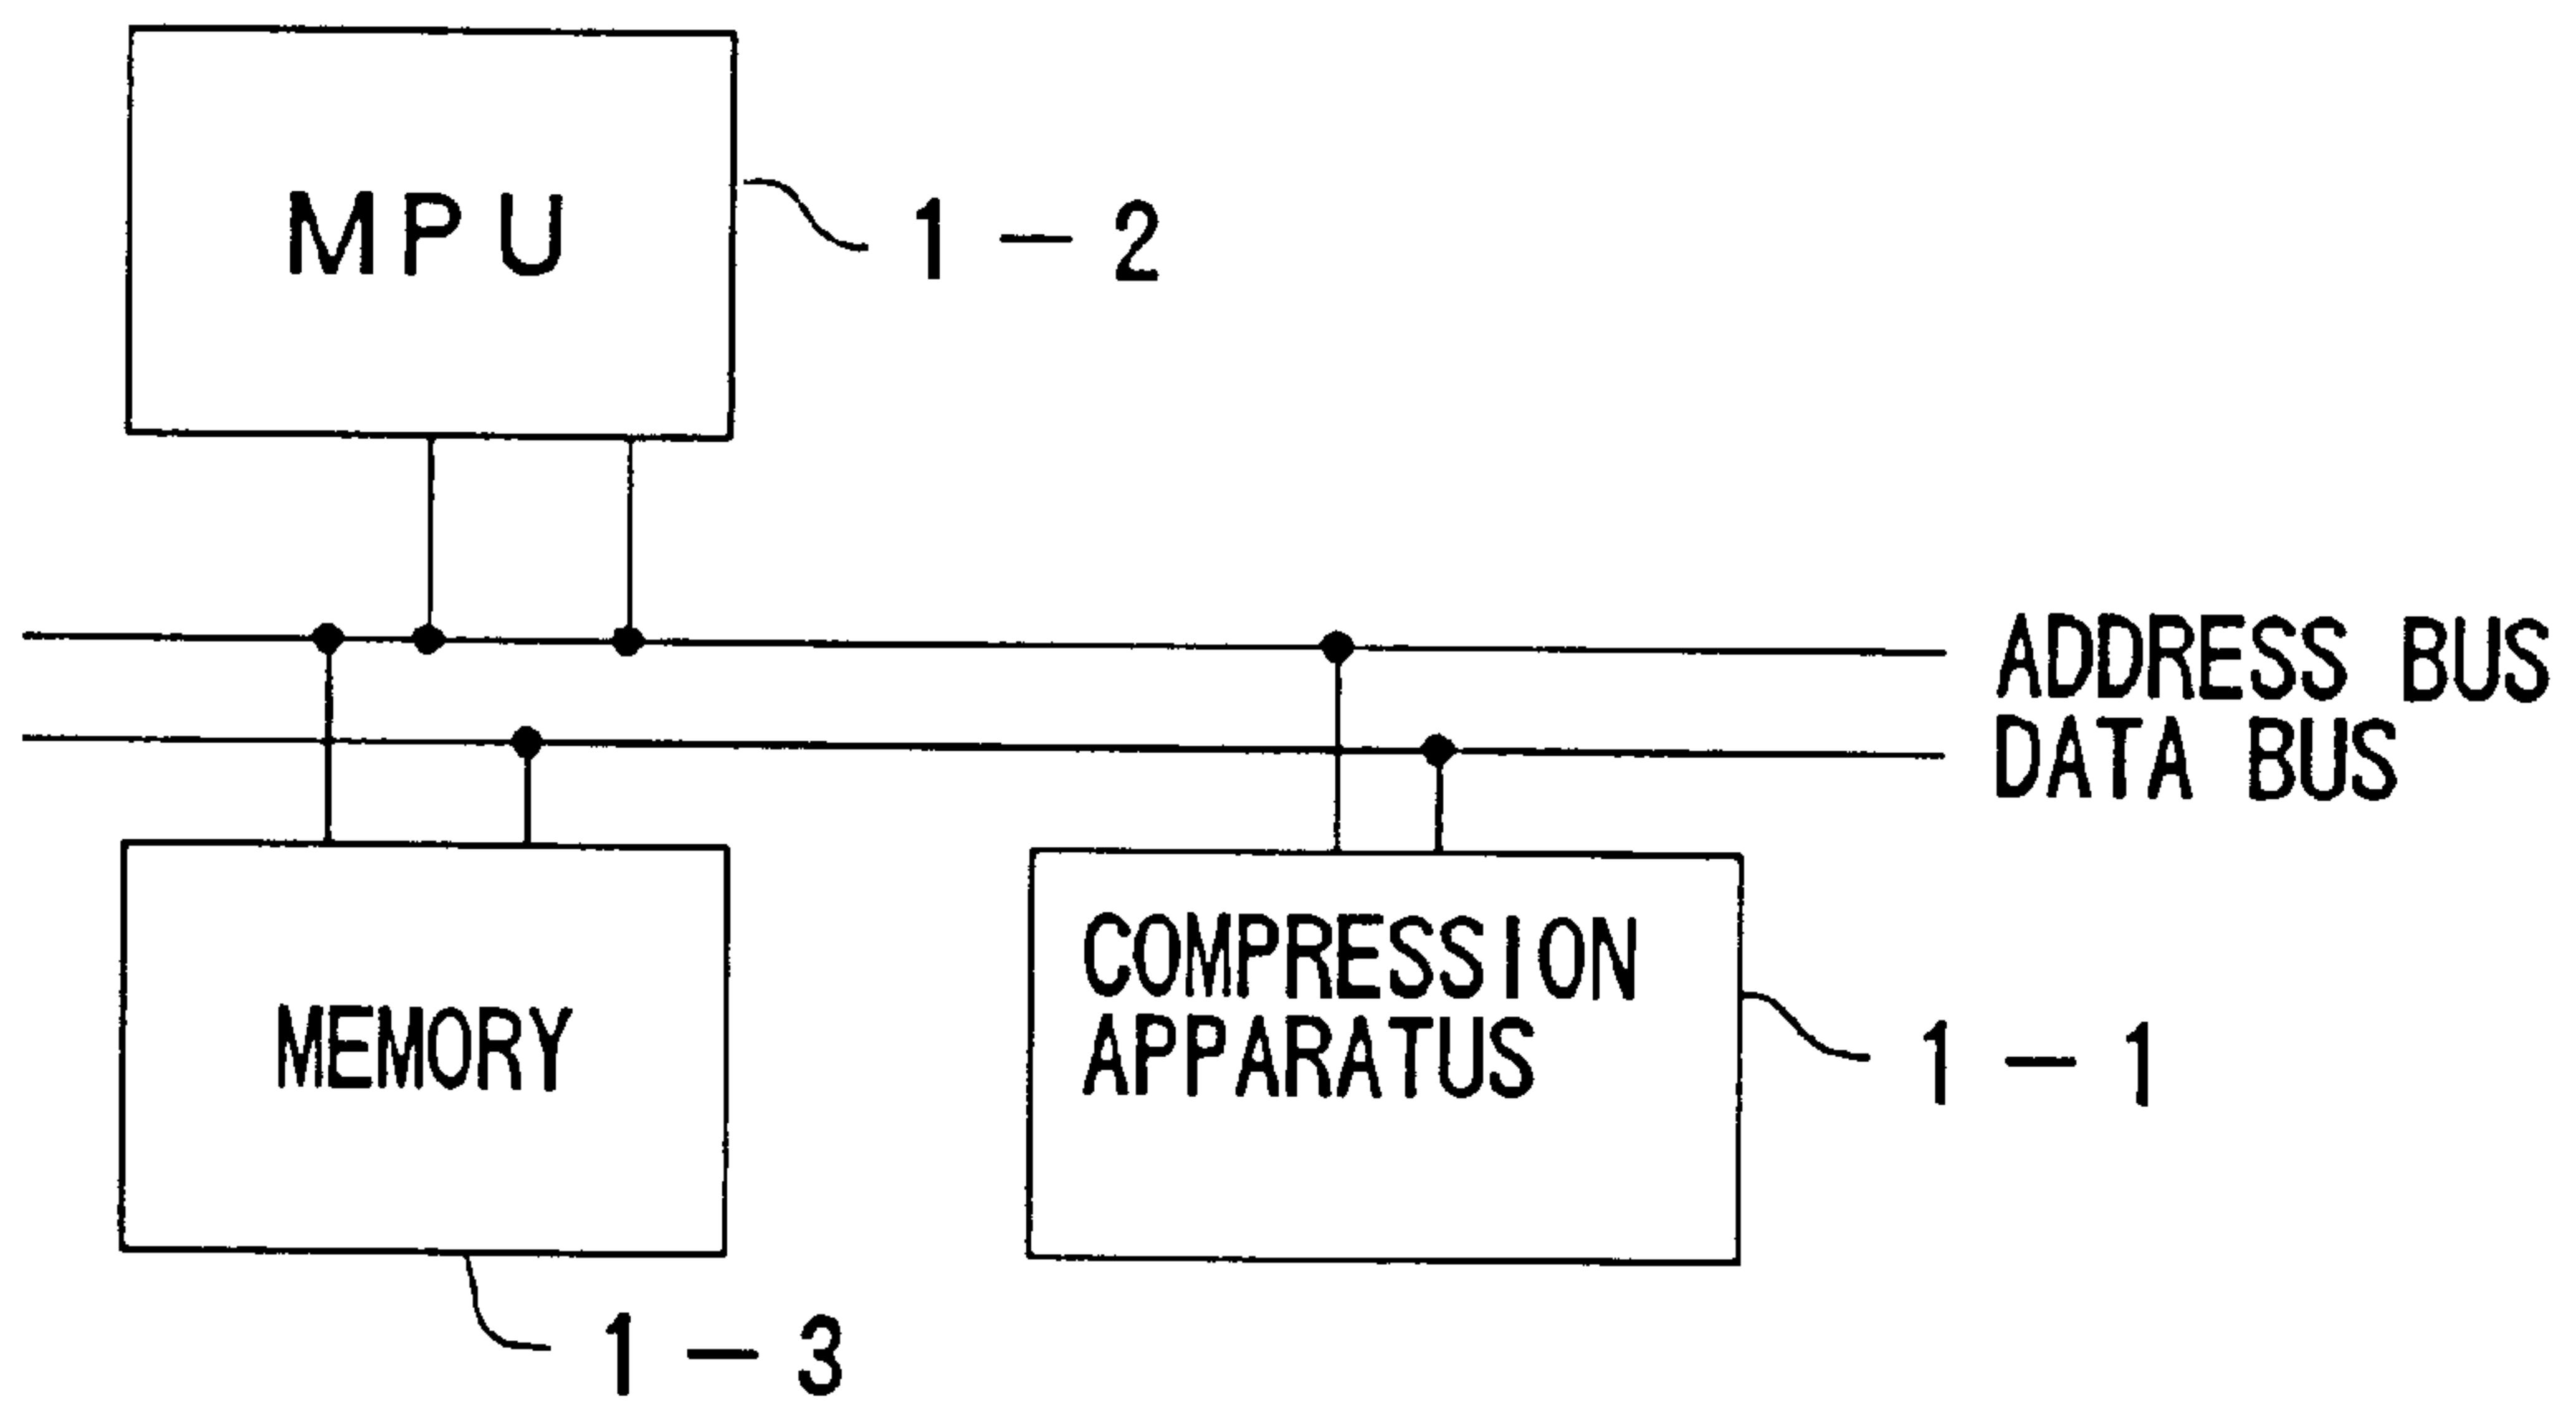 MPU
1-2
ADDRESS BUS
DATA BUS
MEMORY
COMPRESSION
APPARATUS
1-1
1-3